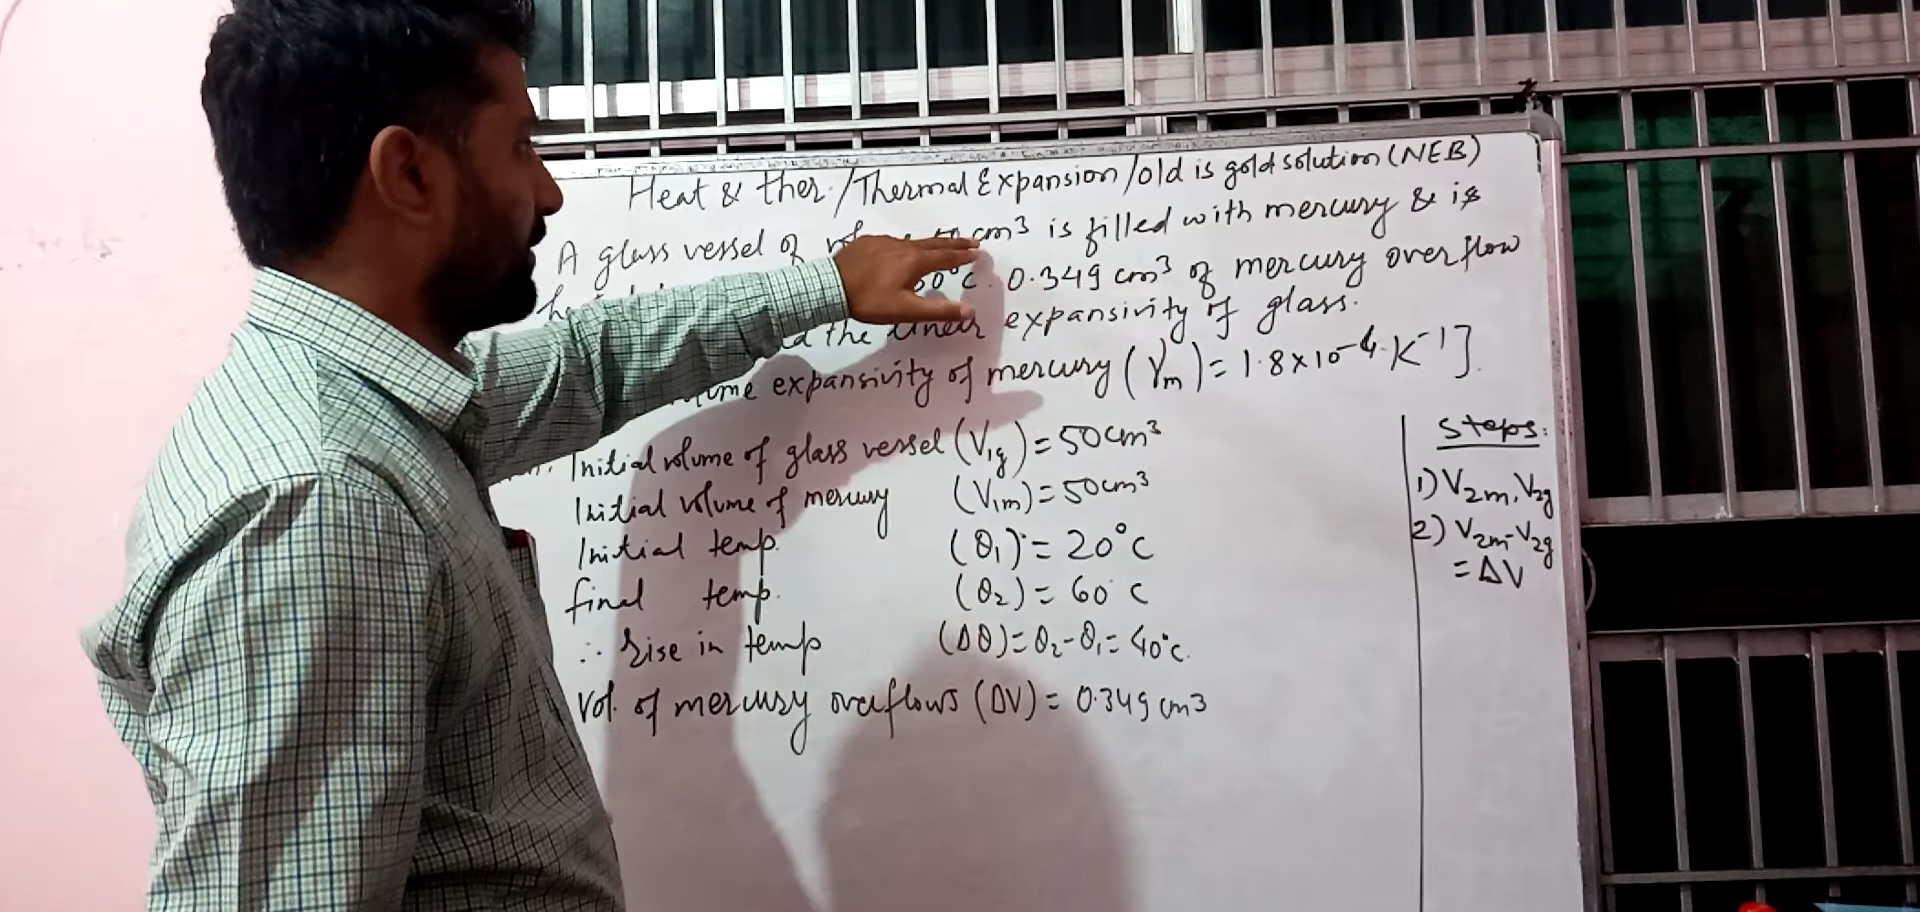 Heat & ther./Thermal Expansion/old is gold solution (NEB)
A glass vessel of cm³ is filled with mercury & is
0°C. 0.349 cm³ of mercury overflow
the linear expansivity of glass.
expansivity of mercury (γm) = 1.8×10⁻⁴ K⁻¹].
Initial volume of glass vessel (V1g) = 50cm³
Initial volume of mercury (V1m) = 50cm³
Initial temp. (θ1) = 20°C
final temp. (θ2) = 60°C
∴ rise in temp (Δθ) = θ2-θ1 = 40°C.
Vol. of mercury overflows (ΔV) = 0.349 cm3
Steps:
1) V2m, V2g
2) V2m-V2g
= ΔV